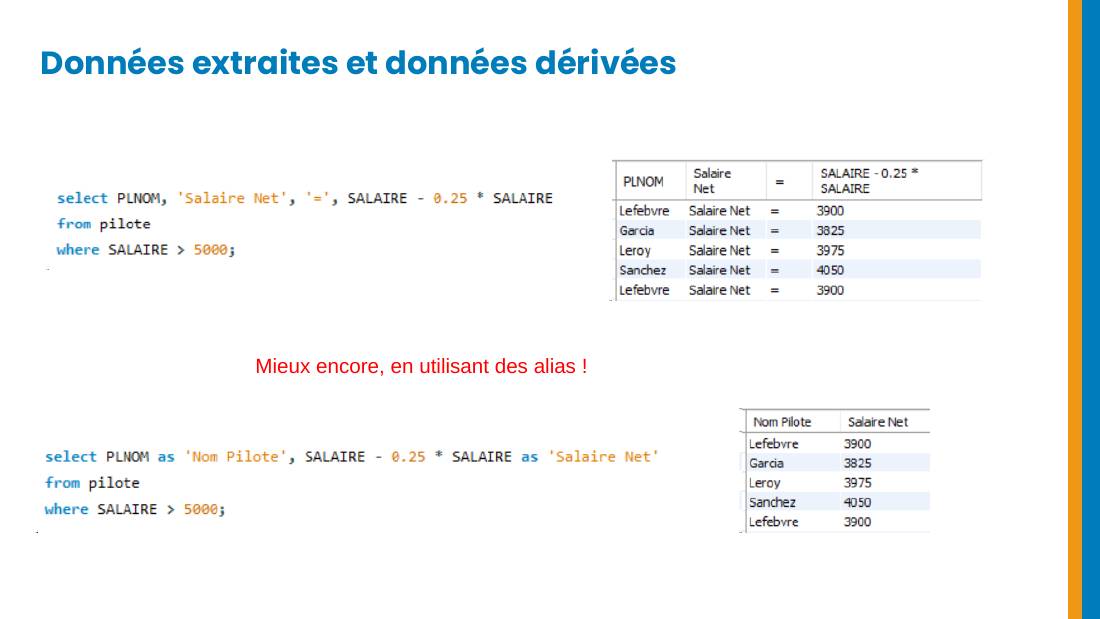 Données extraites et données dérivées
select PLNOM, 'Salaire Net', '=', SALAIRE - 0.25 * SALAIRE
from pilote
where SALAIRE > 5000;
PLNOM Salaire Net = SALAIRE - 0.25 * SALAIRE
Lefebvre Salaire Net = 3900
Garcia Salaire Net = 3825
Leroy Salaire Net = 3975
Sanchez Salaire Net = 4050
Lefebvre Salaire Net = 3900
Mieux encore, en utilisant des alias !
select PLNOM as 'Nom Pilote', SALAIRE - 0.25 * SALAIRE as 'Salaire Net'
from pilote
where SALAIRE > 5000;
Nom Pilote Salaire Net
Lefebvre 3900
Garcia 3825
Leroy 3975
Sanchez 4050
Lefebvre 3900